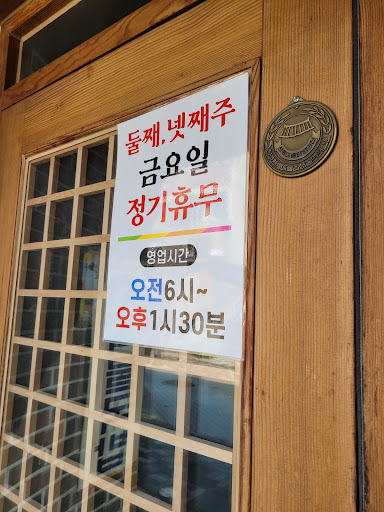 둘째,넷째주
금요일
정기휴무
영업시간
오전6시~
오후1시30분